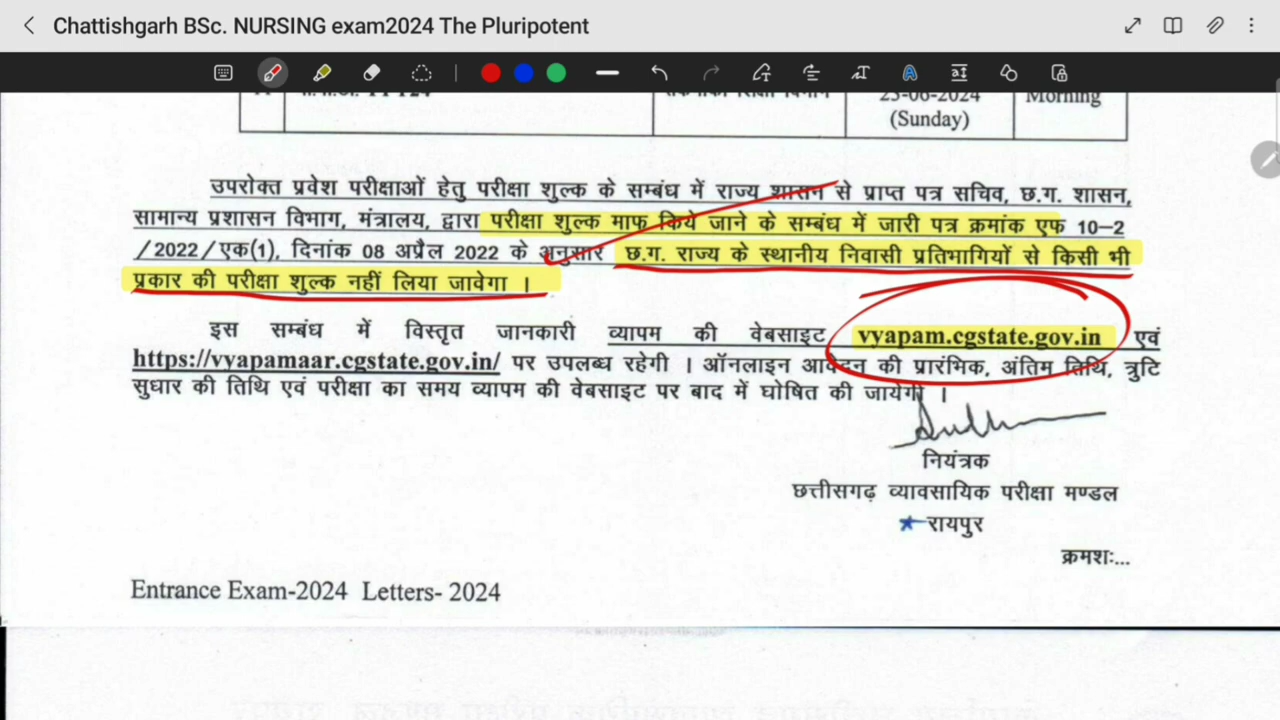 Chattishgarh BSc. NURSING exam2024 The Pluripotent
23-06-2024 Morning
(Sunday)
उपरोक्त प्रवेश परीक्षाओं हेतु परीक्षा शुल्क के सम्बंध में राज्य शासन से प्राप्त पत्र सचिव, छ.ग. शासन,
सामान्य प्रशासन विभाग, मंत्रालय, द्वारा परीक्षा शुल्क माफ किये जाने के सम्बंध में जारी पत्र क्रमांक एफ 10-2
/2022/एक(1), दिनांक 08 अप्रैल 2022 के अनुसार छ.ग. राज्य के स्थानीय निवासी प्रतिभागियों से किसी भी
प्रकार की परीक्षा शुल्क नहीं लिया जावेगा ।
इस सम्बंध में विस्तृत जानकारी व्यापम की वेबसाइट vyapam.cgstate.gov.in एवं
https://vyapamaar.cgstate.gov.in/ पर उपलब्ध रहेगी । ऑनलाइन आवेदन की प्रारंभिक, अंतिम तिथि, त्रुटि
सुधार की तिथि एवं परीक्षा का समय व्यापम की वेबसाइट पर बाद में घोषित की जायेगी ।
नियंत्रक
छत्तीसगढ़ व्यावसायिक परीक्षा मण्डल
रायपुर
क्रमशः...
Entrance Exam-2024 Letters- 2024